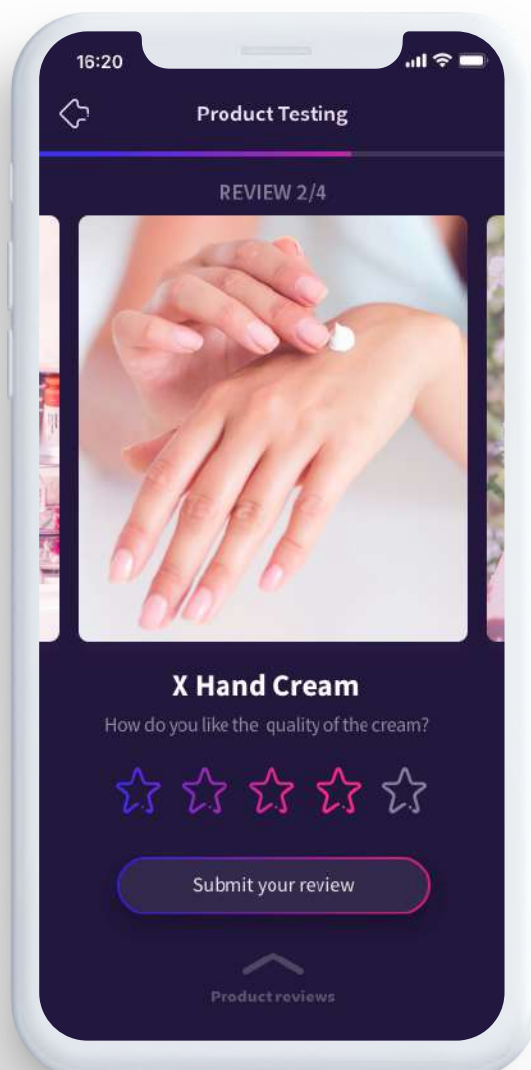 16:20
Product Testing
REVIEW 2/4
X Hand Cream
How do you like the quality of the cream?
Submit your review
Product reviews